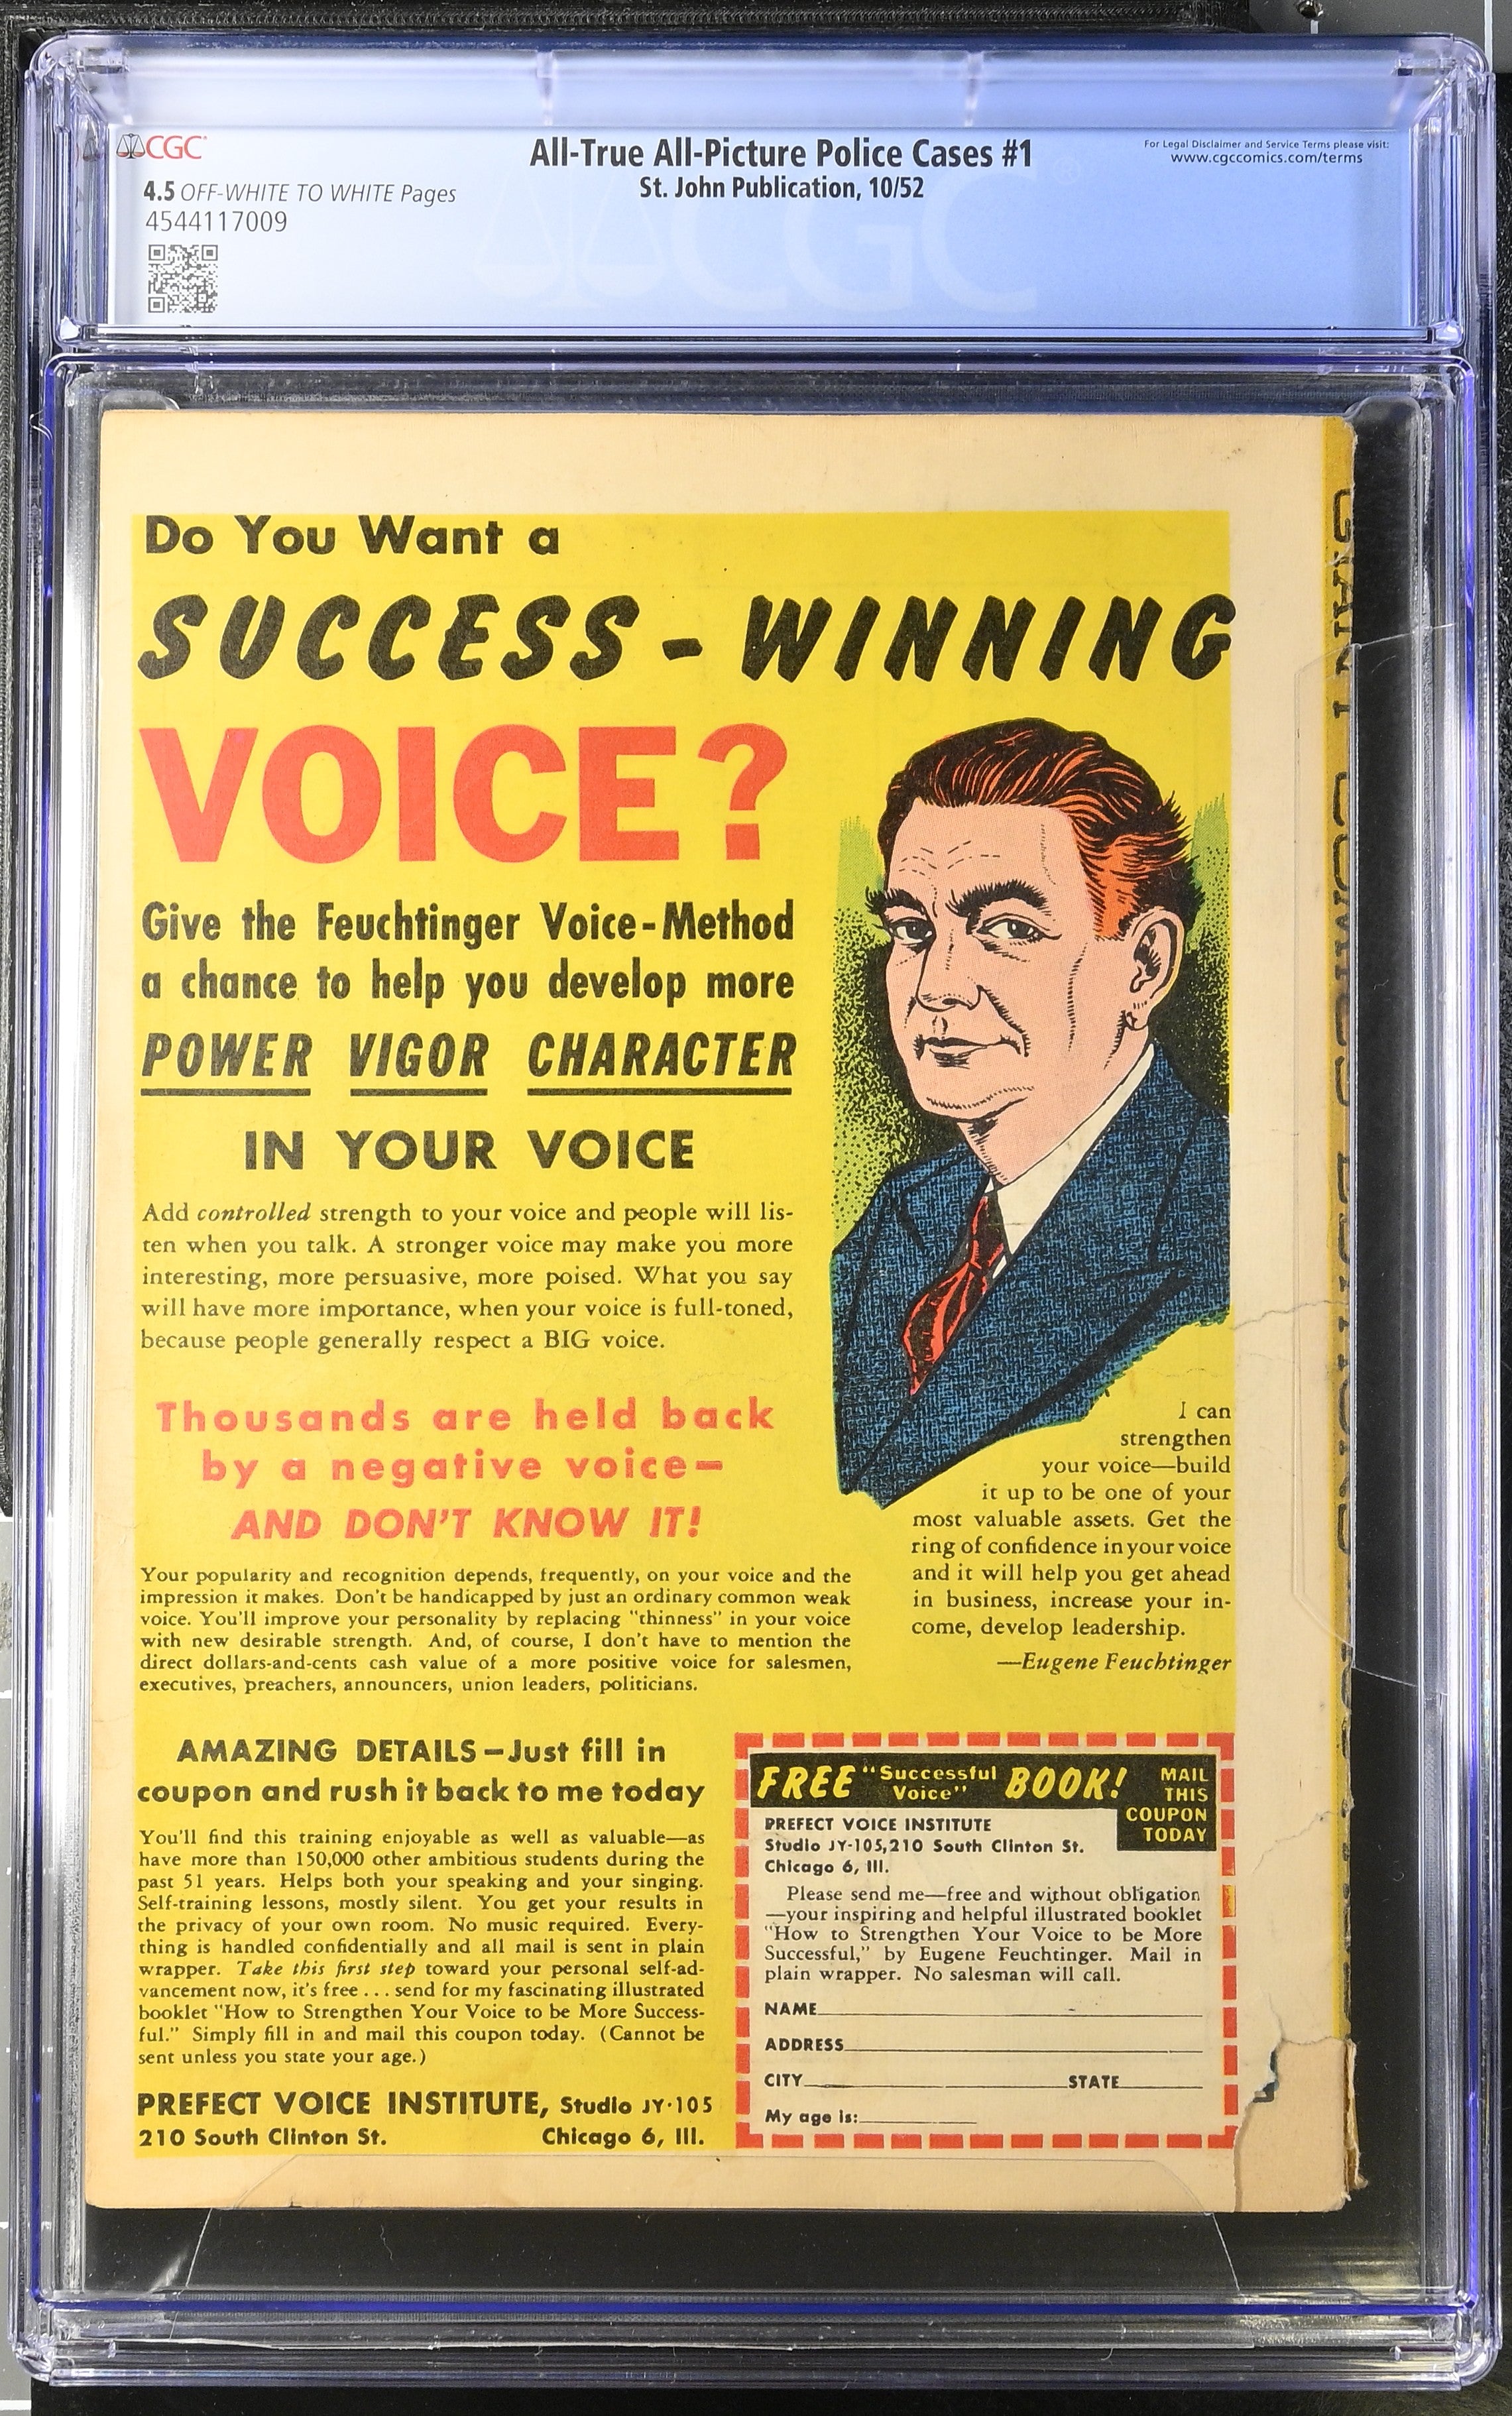 CGC
4.5 OFF-WHITE TO WHITE Pages
4544117009
All-True All-Picture Police Cases #1
St. John Publication, 10/52
For Legal Disclaimer and Service Terms please visit:
www.cgccomics.com/terms
CGC
Do You Want a
SUCCESS - WINNING
VOICE?
Give the Feuchtinger Voice-Method
a chance to help you develop more
POWER VIGOR CHARACTER
IN YOUR VOICE
Add controlled strength to your voice and people will lis-
ten when you talk. A stronger voice may make you more
interesting, more persuasive, more poised. What you say
will have more importance, when your voice is full-toned,
because people generally respect a BIG voice.
Thousands are held back
by a negative voice—
AND DON'T KNOW IT!
Your popularity and recognition depends, frequently, on your voice and the
impression it makes. Don't be handicapped by just an ordinary common weak
voice. You'll improve your personality by replacing "thinness" in your voice
with new desirable strength. And, of course, I don't have to mention the
direct dollars-and-cents cash value of a more positive voice for salesmen,
executives, preachers, announcers, union leaders, politicians.
I can
strengthen
your voice—build
it up to be one of your
most valuable assets. Get the
ring of confidence in your voice
and it will help you get ahead
in business, increase your in-
come, develop leadership.
—Eugene Feuchtinger
AMAZING DETAILS—Just fill in
coupon and rush it back to me today
You'll find this training enjoyable as well as valuable—as
have more than 150,000 other ambitious students during the
past 51 years. Helps both your speaking and your singing.
Self-training lessons, mostly silent. You get your results in
the privacy of your own room. No music required. Every-
thing is handled confidentially and all mail is sent in plain
wrapper. Take this first step toward your personal self-ad-
vancement now, it's free . . . send for my fascinating illustrated
booklet "How to Strengthen Your Voice to be More Success-
ful." Simply fill in and mail this coupon today. (Cannot be
sent unless you state your age.)
PREFECT VOICE INSTITUTE, Studio JY-105
210 South Clinton St. Chicago 6, Ill.
FREE "Successful Voice" BOOK!
MAIL
THIS
COUPON
TODAY
PREFECT VOICE INSTITUTE
Studio JY-105, 210 South Clinton St.
Chicago 6, Ill.
Please send me—free and without obligation
—your inspiring and helpful illustrated booklet
"How to Strengthen Your Voice to be More
Successful," by Eugene Feuchtinger. Mail in
plain wrapper. No salesman will call.
NAME
ADDRESS
CITY STATE
My age is: